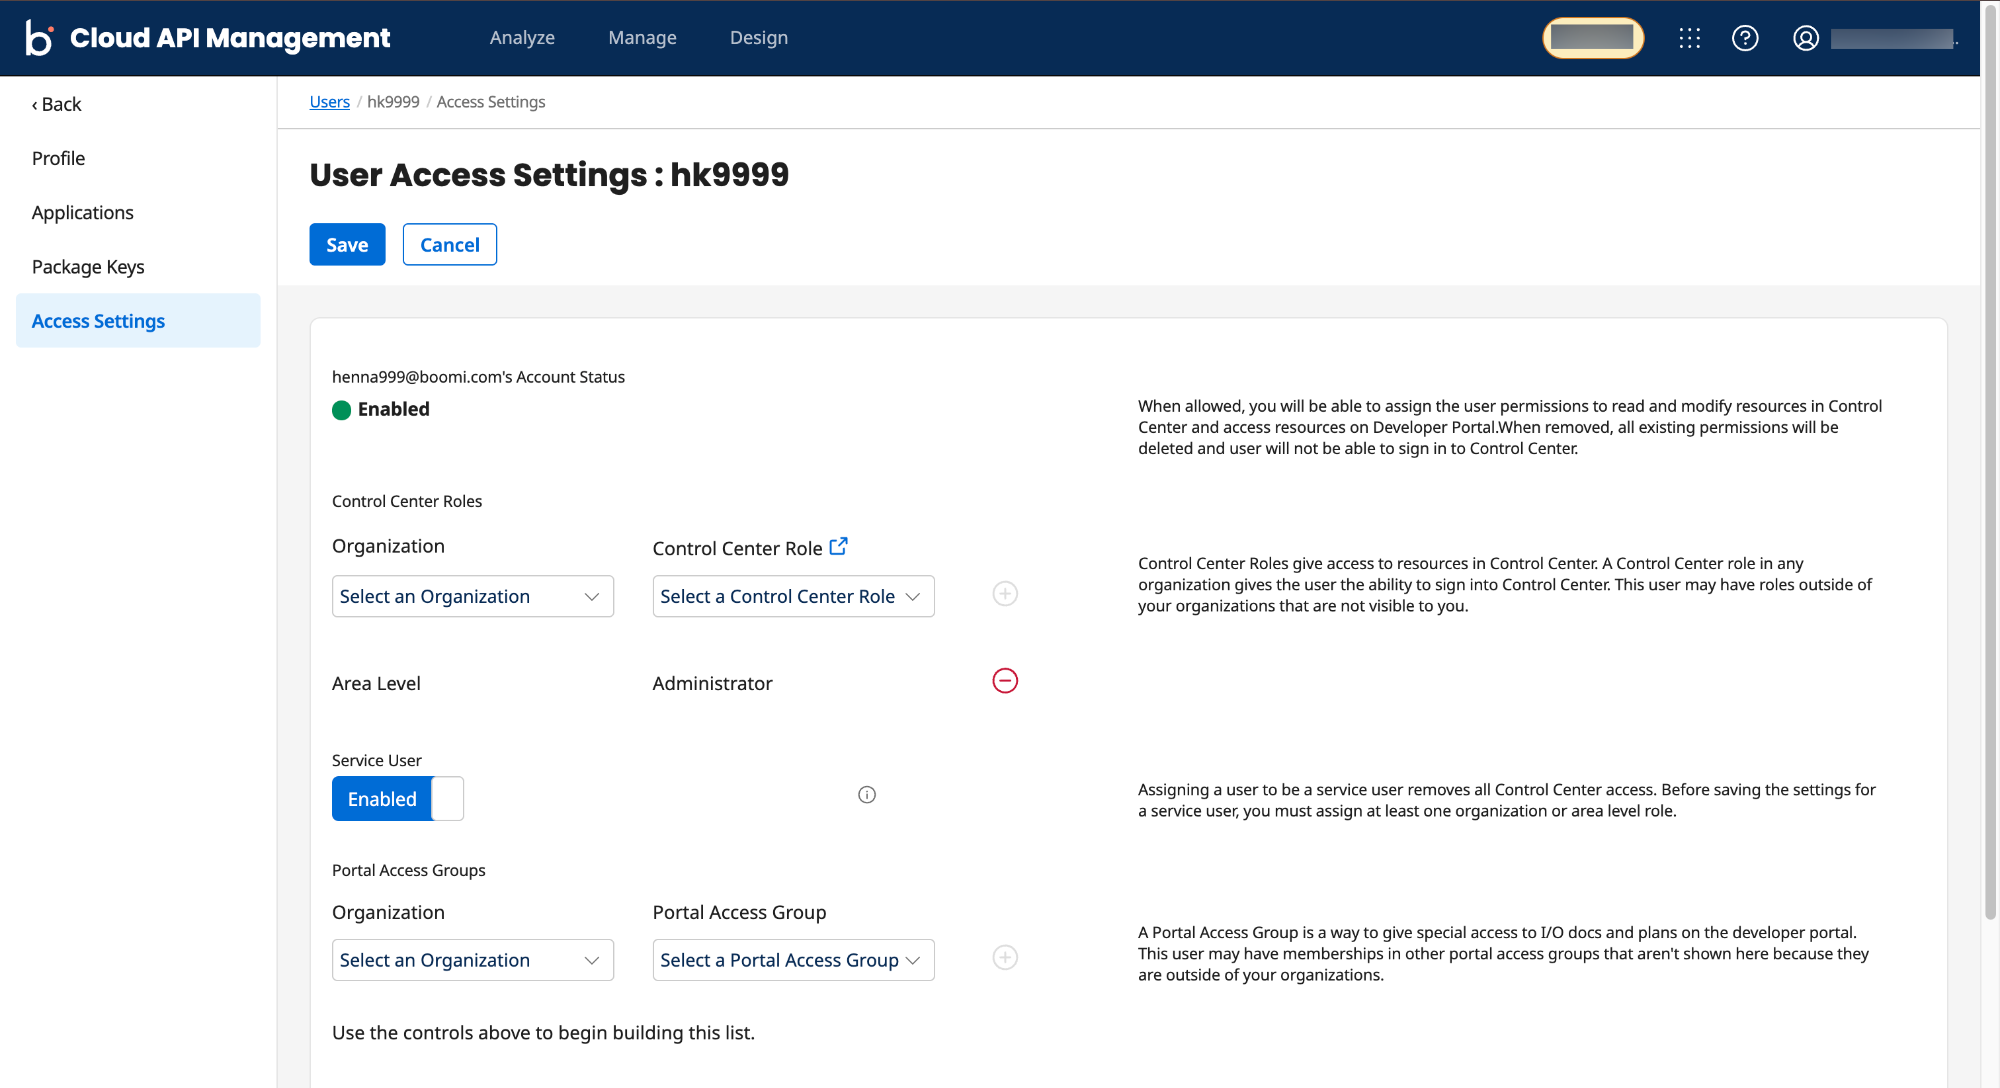 b Cloud API Management
Analyze
Manage
Design
‹ Back
Profile
Applications
Package Keys
Access Settings
Users / hk9999 / Access Settings
User Access Settings : hk9999
Save
Cancel
henna999@boomi.com's Account Status
Enabled
When allowed, you will be able to assign the user permissions to read and modify resources in Control
Center and access resources on Developer Portal.When removed, all existing permissions will be
deleted and user will not be able to sign in to Control Center.
Control Center Roles
Organization
Control Center Role
Select an Organization
Select a Control Center Role
Control Center Roles give access to resources in Control Center. A Control Center role in any
organization gives the user the ability to sign into Control Center. This user may have roles outside of
your organizations that are not visible to you.
Area Level
Administrator
Service User
Enabled
Assigning a user to be a service user removes all Control Center access. Before saving the settings for
a service user, you must assign at least one organization or area level role.
Portal Access Groups
Organization
Portal Access Group
Select an Organization
Select a Portal Access Group
A Portal Access Group is a way to give special access to I/O docs and plans on the developer portal.
This user may have memberships in other portal access groups that aren't shown here because they
are outside of your organizations.
Use the controls above to begin building this list.